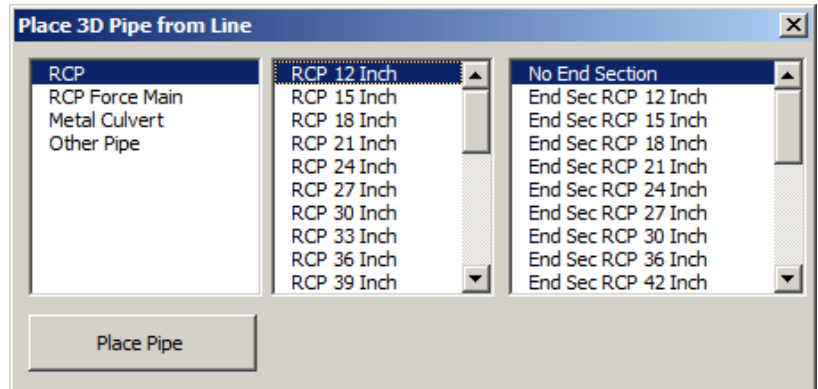 Place 3D Pipe from Line
RCP
RCP Force Main
Metal Culvert
Other Pipe
RCP 12 Inch
RCP 15 Inch
RCP 18 Inch
RCP 21 Inch
RCP 24 Inch
RCP 27 Inch
RCP 30 Inch
RCP 33 Inch
RCP 36 Inch
RCP 39 Inch
No End Section
End Sec RCP 12 Inch
End Sec RCP 15 Inch
End Sec RCP 18 Inch
End Sec RCP 21 Inch
End Sec RCP 24 Inch
End Sec RCP 27 Inch
End Sec RCP 30 Inch
End Sec RCP 36 Inch
End Sec RCP 42 Inch
Place Pipe